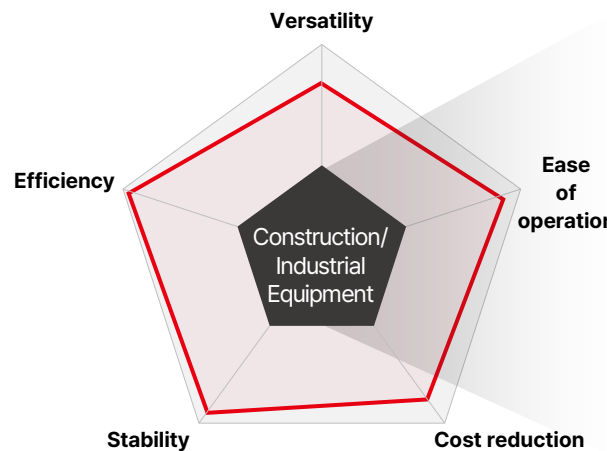 Versatility
Efficiency
Ease
of
operation
Construction/
Industrial
Equipment
Stability
Cost reduction